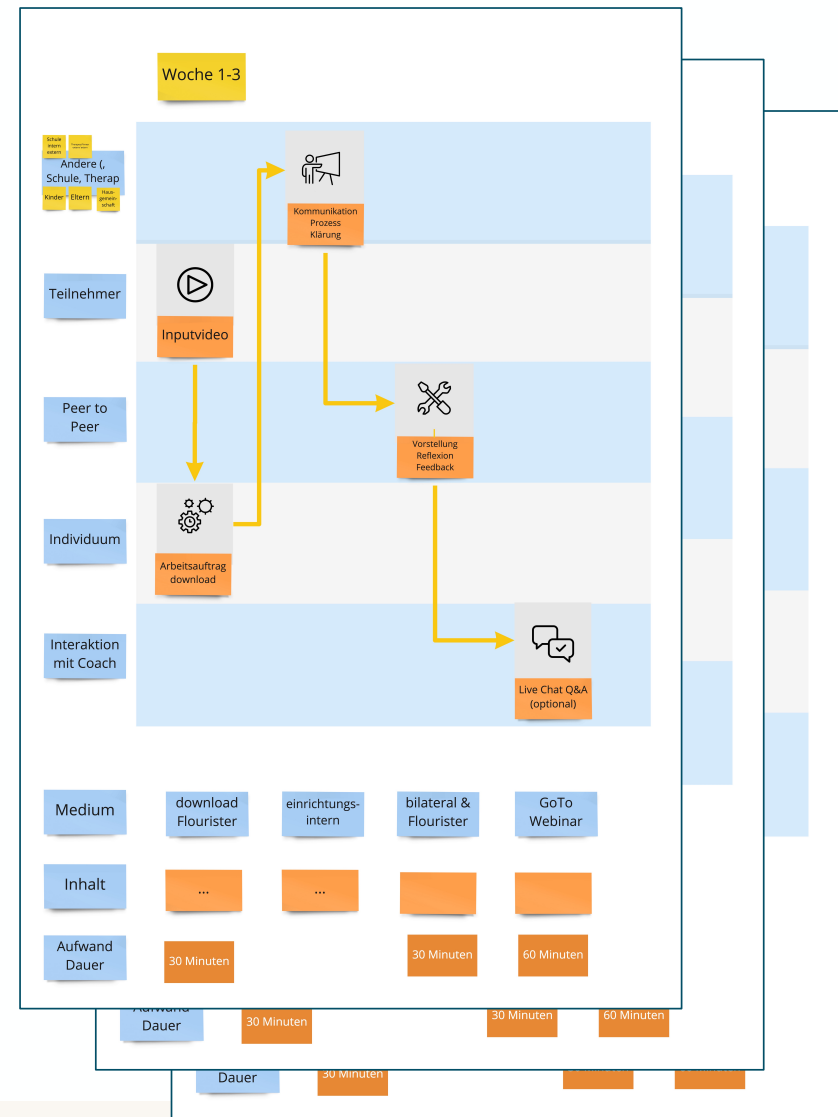 Woche 1-3
Schule
intern
extern
Andere (,
Schule, Therap
Kinder
Eltern
Haus-
gemein-
schaft
Kommunikation
Prozess
Klärung
Teilnehmer
Inputvideo
Peer to
Peer
Vorstellung
Reflexion
Feedback
Individuum
Arbeitsauftrag
download
Interaktion
mit Coach
Live Chat Q&A
(optional)
Medium
download
Flourister
einrichtungs-
intern
bilateral &
Flourister
GoTo
Webinar
Inhalt
...
...
Aufwand
Dauer
30 Minuten
30 Minuten
60 Minuten
Aufwand
Dauer
30 Minuten
30 Minuten
60 Minuten
Dauer
30 Minuten